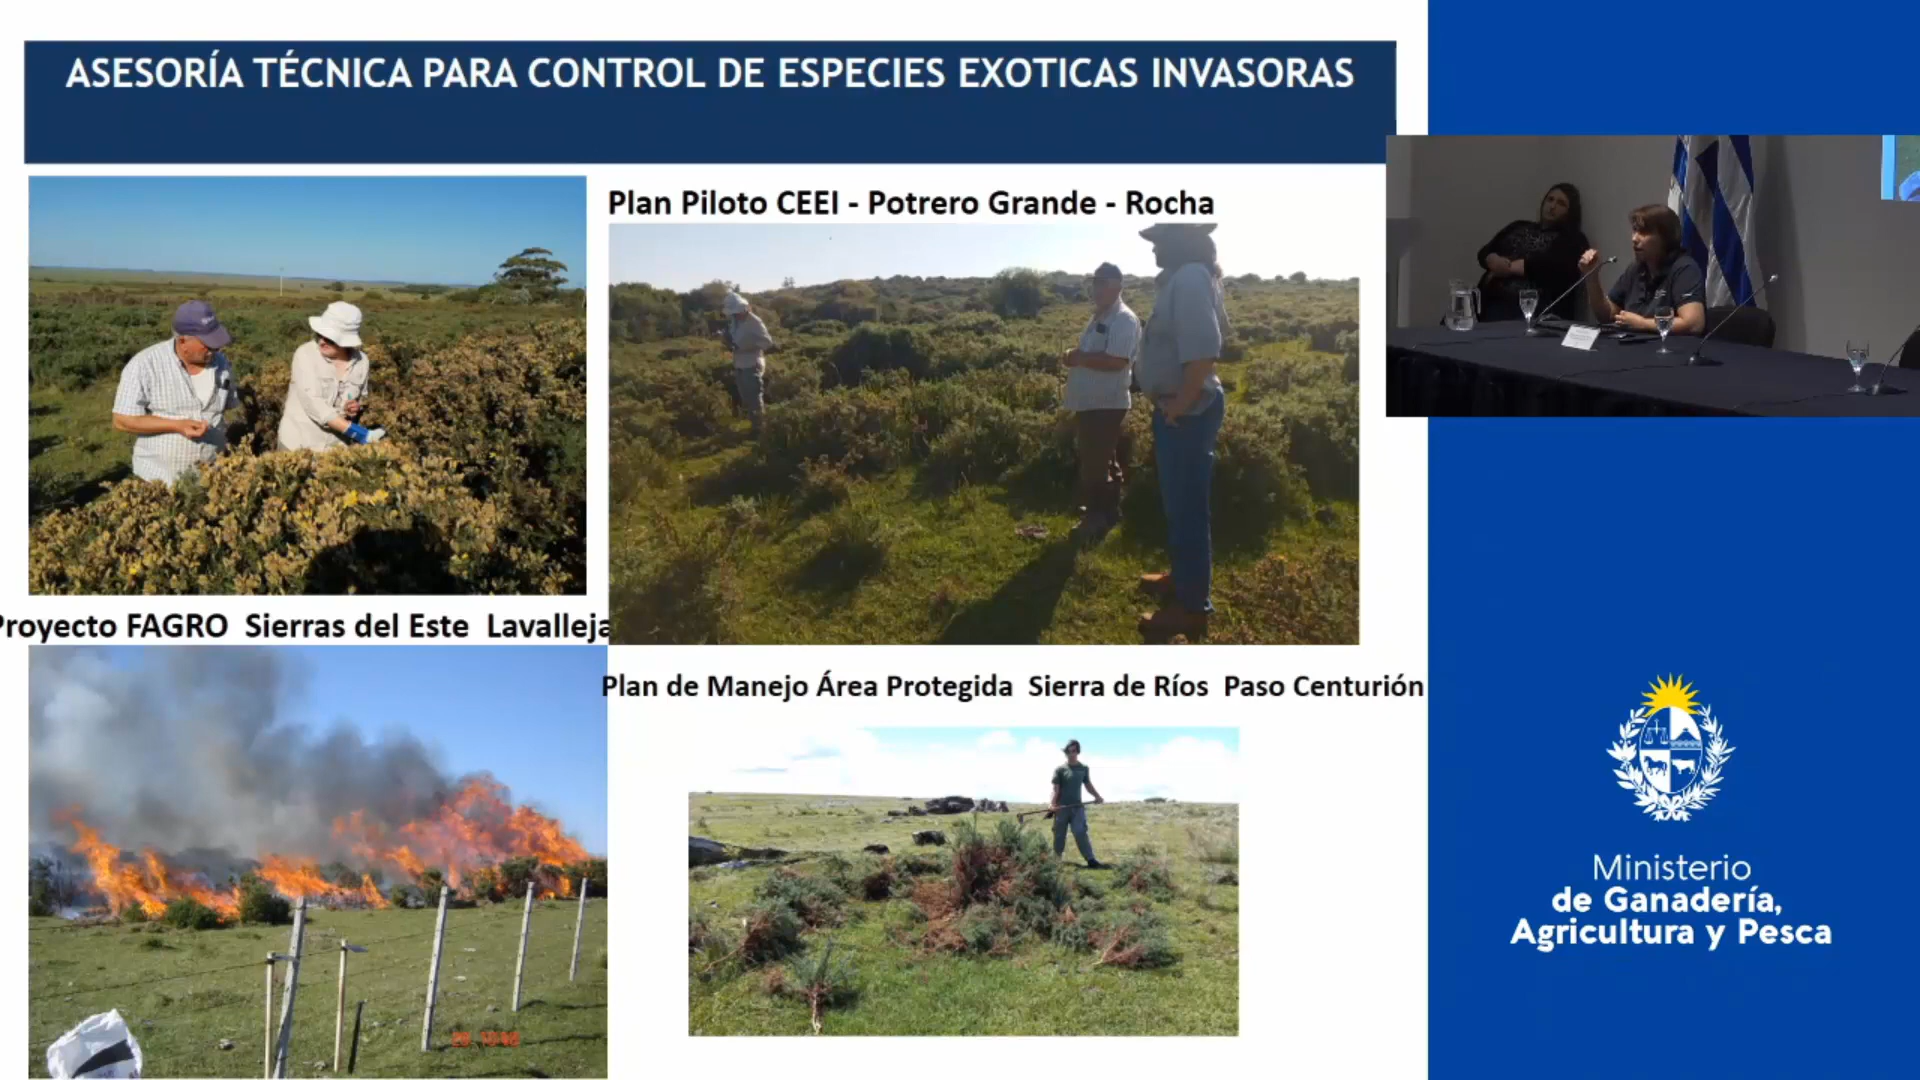 ASESORÍA TÉCNICA PARA CONTROL DE ESPECIES EXOTICAS INVASORAS
Plan Piloto CEEI - Potrero Grande - Rocha
Proyecto FAGRO Sierras del Este Lavalleja
Plan de Manejo Área Protegida Sierra de Ríos Paso Centurión
Ministerio
de Ganadería,
Agricultura y Pesca